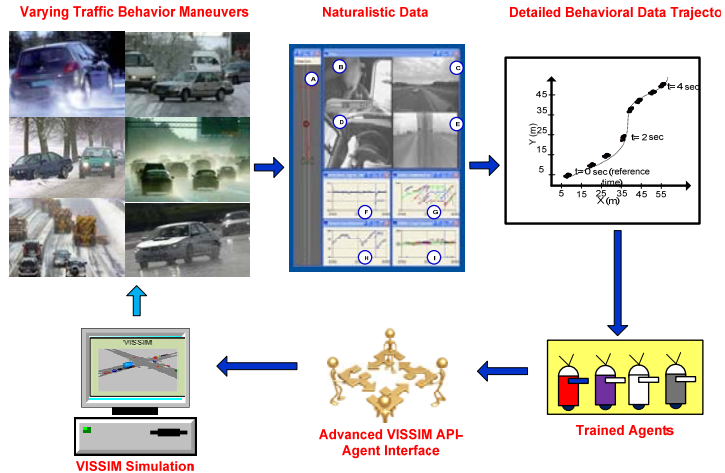 Varying Traffic Behavior Maneuvers
Naturalistic Data
Detailed Behavioral Data Trajecto
A
B
C
D
E
F
G
H
I
Y (m)
45
35
25
15
5
t= 4 sec
t= 2 sec
t=0 sec (reference
time)
5 15 25 35 45 55
X (m)
VISSIM
VISSIM Simulation
Advanced VISSIM API-
Agent Interface
Trained Agents